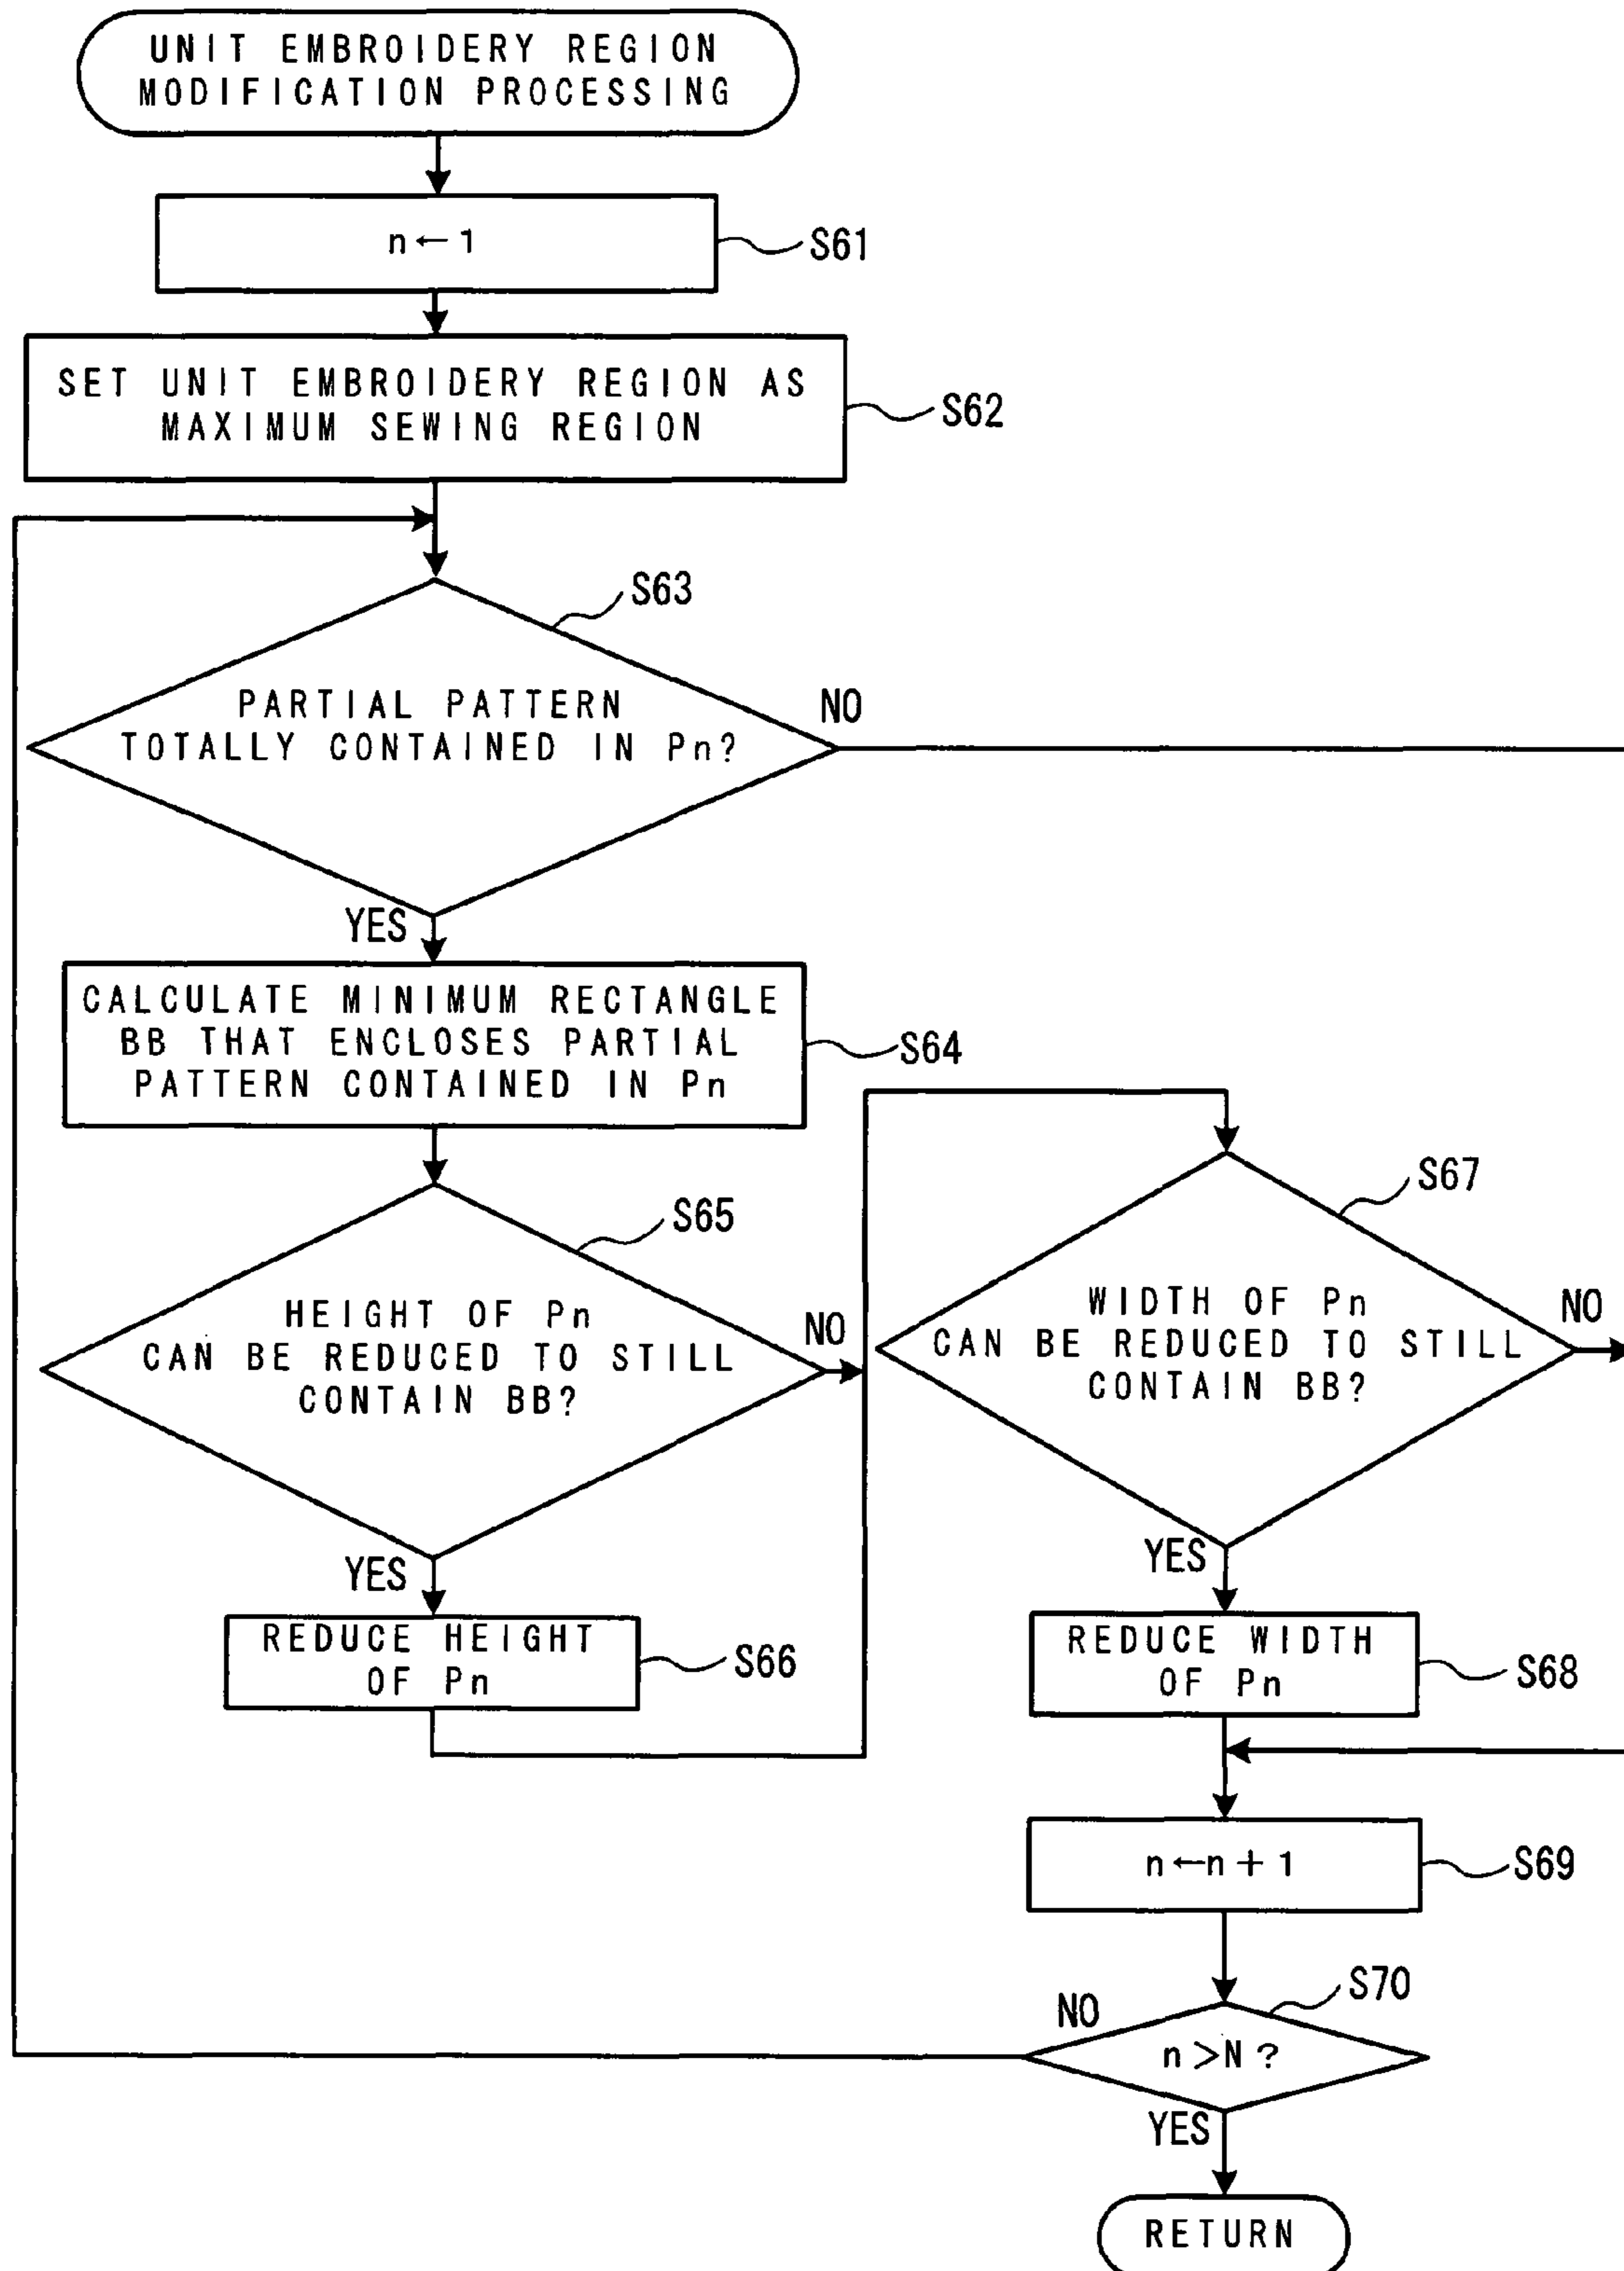 UNIT EMBROIDERY REGION
MODIFICATION PROCESSING
n←1
S61
SET UNIT EMBROIDERY REGION AS
MAXIMUM SEWING REGION
S62
S63
PARTIAL PATTERN
TOTALLY CONTAINED IN Pn?
NO
YES
CALCULATE MINIMUM RECTANGLE
BB THAT ENCLOSES PARTIAL
PATTERN CONTAINED IN Pn
S64
S65
HEIGHT OF Pn
CAN BE REDUCED TO STILL
CONTAIN BB?
NO
YES
REDUCE HEIGHT
OF Pn
S66
S67
WIDTH OF Pn
CAN BE REDUCED TO STILL
CONTAIN BB?
NO
YES
REDUCE WIDTH
OF Pn
S68
n←n+1
S69
S70
n>N?
NO
YES
RETURN